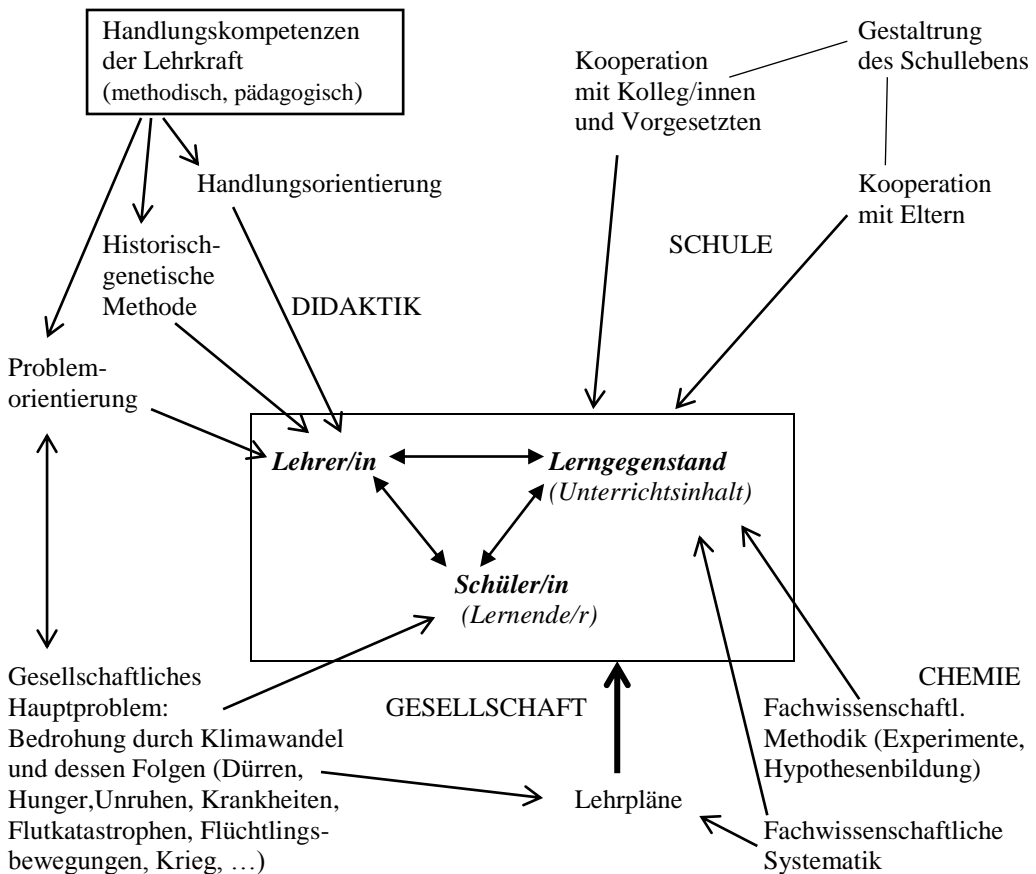 Handlungskompetenzen
der Lehrkraft
(methodisch, pädagogisch)
Kooperation
mit Kolleg/innen
und Vorgesetzten
Gestaltrung
des Schullebens
Handlungsorientierung
Kooperation
mit Eltern
Historisch-
genetische
Methode
SCHULE
DIDAKTIK
Problem-
orientierung
Lehrer/in
Lerngegenstand
(Unterrichtsinhalt)
Schüler/in
(Lernende/r)
Gesellschaftliches
Hauptproblem:
Bedrohung durch Klimawandel
und dessen Folgen (Dürren,
Hunger,Unruhen, Krankheiten,
Flutkatastrophen, Flüchtlings-
bewegungen, Krieg, …)
GESELLSCHAFT
Lehrpläne
CHEMIE
Fachwissenschaftl.
Methodik (Experimente,
Hypothesenbildung)
Fachwissenschaftliche
Systematik